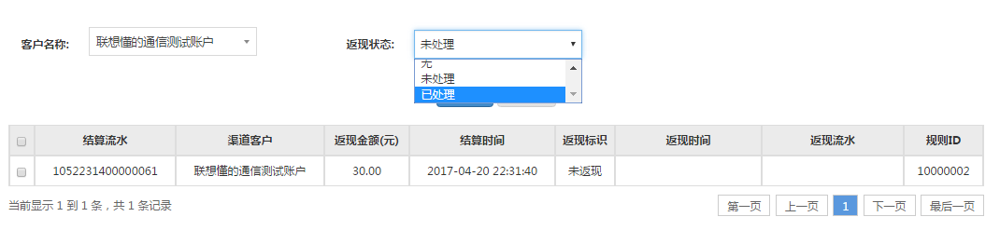 客户名称: 联想懂的通信测试账户 返现状态: 未处理
无
未处理
已处理
结算流水 渠道客户 返现金额(元) 结算时间 返现标识 返现时间 返现流水 规则ID
1052231400000061 联想懂的通信测试账户 30.00 2017-04-20 22:31:40 未返现 10000002
当前显示 1 到 1 条，共 1 条记录 第一页 上一页 1 下一页 最后一页